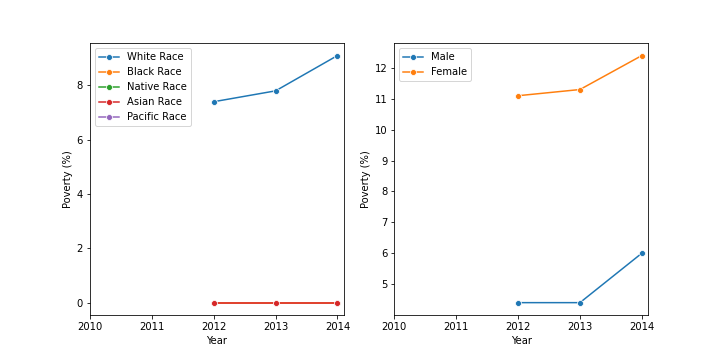 White Race
Black Race
Native Race
Asian Race
Pacific Race
8
6
4
2
0
Poverty (%)
2010 2011 2012 2013 2014
Year
Male
Female
12
11
10
9
8
7
6
5
Poverty (%)
2010 2011 2012 2013 2014
Year